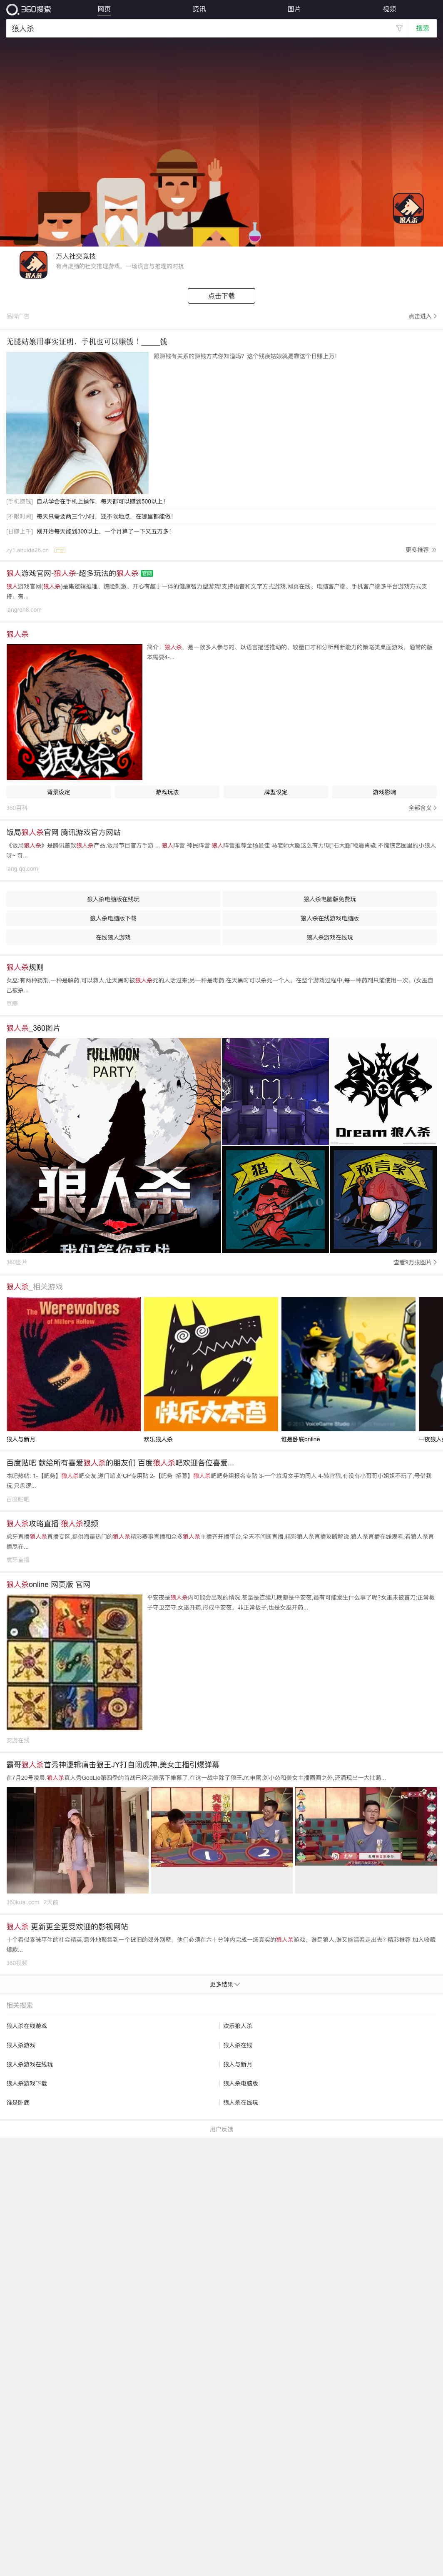 360搜索
网页
资讯
图片
视频
狼人杀
搜索
狼人杀
狼人杀
万人社交竞技
有点烧脑的社交推理游戏，一场谎言与推理的对抗
点击下载
品牌广告
点击进入
无腿姑娘用事实证明，手机也可以赚钱！____钱
跟赚钱有关系的赚钱方式你知道吗？这个残疾姑娘就是靠这个日赚上万!
[手机赚钱] 自从学会在手机上操作，每天都可以赚到500以上!
[不限时间] 每天只需要两三个小时，还不限地点，在哪里都能做!
[日赚上千] 刚开始每天能到300以上，一个月算了一下又五万多!
更多推荐
狼人游戏官网-狼人杀-超多玩法的狼人杀 官网
狼人游戏官网(狼人杀)是集逻辑推理、惊险刺激、开心有趣于一体的健康智力型游戏!支持语音和文字方式游戏,网页在线、电脑客户端、手机客户端多平台游戏方式支
持。有...
langrensl.com
狼人杀
狼人杀
简介：狼人杀，是一款多人参与的、以语言描述推动的、较量口才和分析判断能力的策略类桌面游戏，通常的版
本需要4-...
背景设定
游戏玩法
牌型设定
游戏影响
360百科
全部含义
饭局狼人杀官网 腾讯游戏官方网站
《饭局狼人杀》是腾讯首款狼人杀产品,饭局节目官方手游 ... 狼人阵营 神民阵营 狼人阵营推荐全场最佳 马老师大腿这么有力!玩"石大腿"稳赢肖骁,不愧综艺圈里的小狼人
呀~ 奇...
lang.qq.com
狼人杀电脑版在线玩
狼人杀电脑版免费玩
狼人杀电脑版下载
狼人杀在线游戏电脑版
在线狼人游戏
狼人杀游戏在线玩
狼人杀规则
女巫:有两种药剂,一种是解药,可以救人,让天黑时被狼人杀死的人活过来;另一种是毒药,在天黑时可以杀死一个人。在整个游戏过程中,每一种药剂只能使用一次。(女巫自
己被杀...
豆瓣
狼人杀_360图片
FULLMOON
PARTY
狼人杀
我们等你来战
Dream 狼人杀
猎人
预言家
360图片
查看9万张图片
狼人杀_相关游戏
The Werewolves
of Millers Hollow
快乐大本营
狼人与新月
欢乐狼人杀
谁是卧底online
一夜狼人
百度贴吧 献给所有喜爱狼人杀的朋友们 百度狼人杀吧欢迎各位喜爱...
本吧热帖: 1-【吧务】狼人杀吧交友,邀门派,处CP专用贴 2-【吧务 |招募】狼人杀吧吧务组报名专贴 3-一个垃圾文手的骂人 4-转官狼,有没有小哥哥小姐姐不玩了,号借我
玩,只盘逻...
百度贴吧
狼人杀攻略直播 狼人杀视频
虎牙直播狼人杀直播专区,提供海量热门的狼人杀精彩赛事直播和众多狼人杀主播齐开播平台,全天不间断直播,精彩狼人杀直播攻略解说,狼人杀直播在线观看,看狼人杀直
播尽在...
虎牙直播
狼人杀online 网页版 官网
平安夜是狼人杀内可能会出现的情况,甚至是连续几晚都是平安夜,最有可能发生什么事了呢?女巫未被首刀:正常板
子守卫空守,女巫开药,形成平安夜。非正常板子,也是女巫开药...
霸哥狼人杀首秀神逻辑痛击狼王JY打自闭虎神,美女主播引爆弹幕
在7月20号凌晨,狼人杀真人秀GodLie第四季的首战已经完美落下帷幕了,在这一战中除了狼王JY,申屠,刘小怂和美女主播圈圈之外,还涌现出一大批萌...
1
2
360kuai.com 2天前
狼人杀 更新更全更受欢迎的影视网站
十个看似素昧平生的社会精英,意外地聚集到一个破旧的郊外别墅。他们必须在六十分钟内完成一场真实的狼人杀游戏。谁是狼人,谁又能活着走出去? 精彩推荐 加入收藏
爆款...
360视频
更多结果
相关搜索
狼人杀在线游戏
欢乐狼人杀
狼人杀游戏
狼人杀在线
狼人杀游戏在线玩
狼人与新月
狼人杀游戏下载
狼人杀电脑版
谁是卧底
狼人杀在线玩
用户反馈